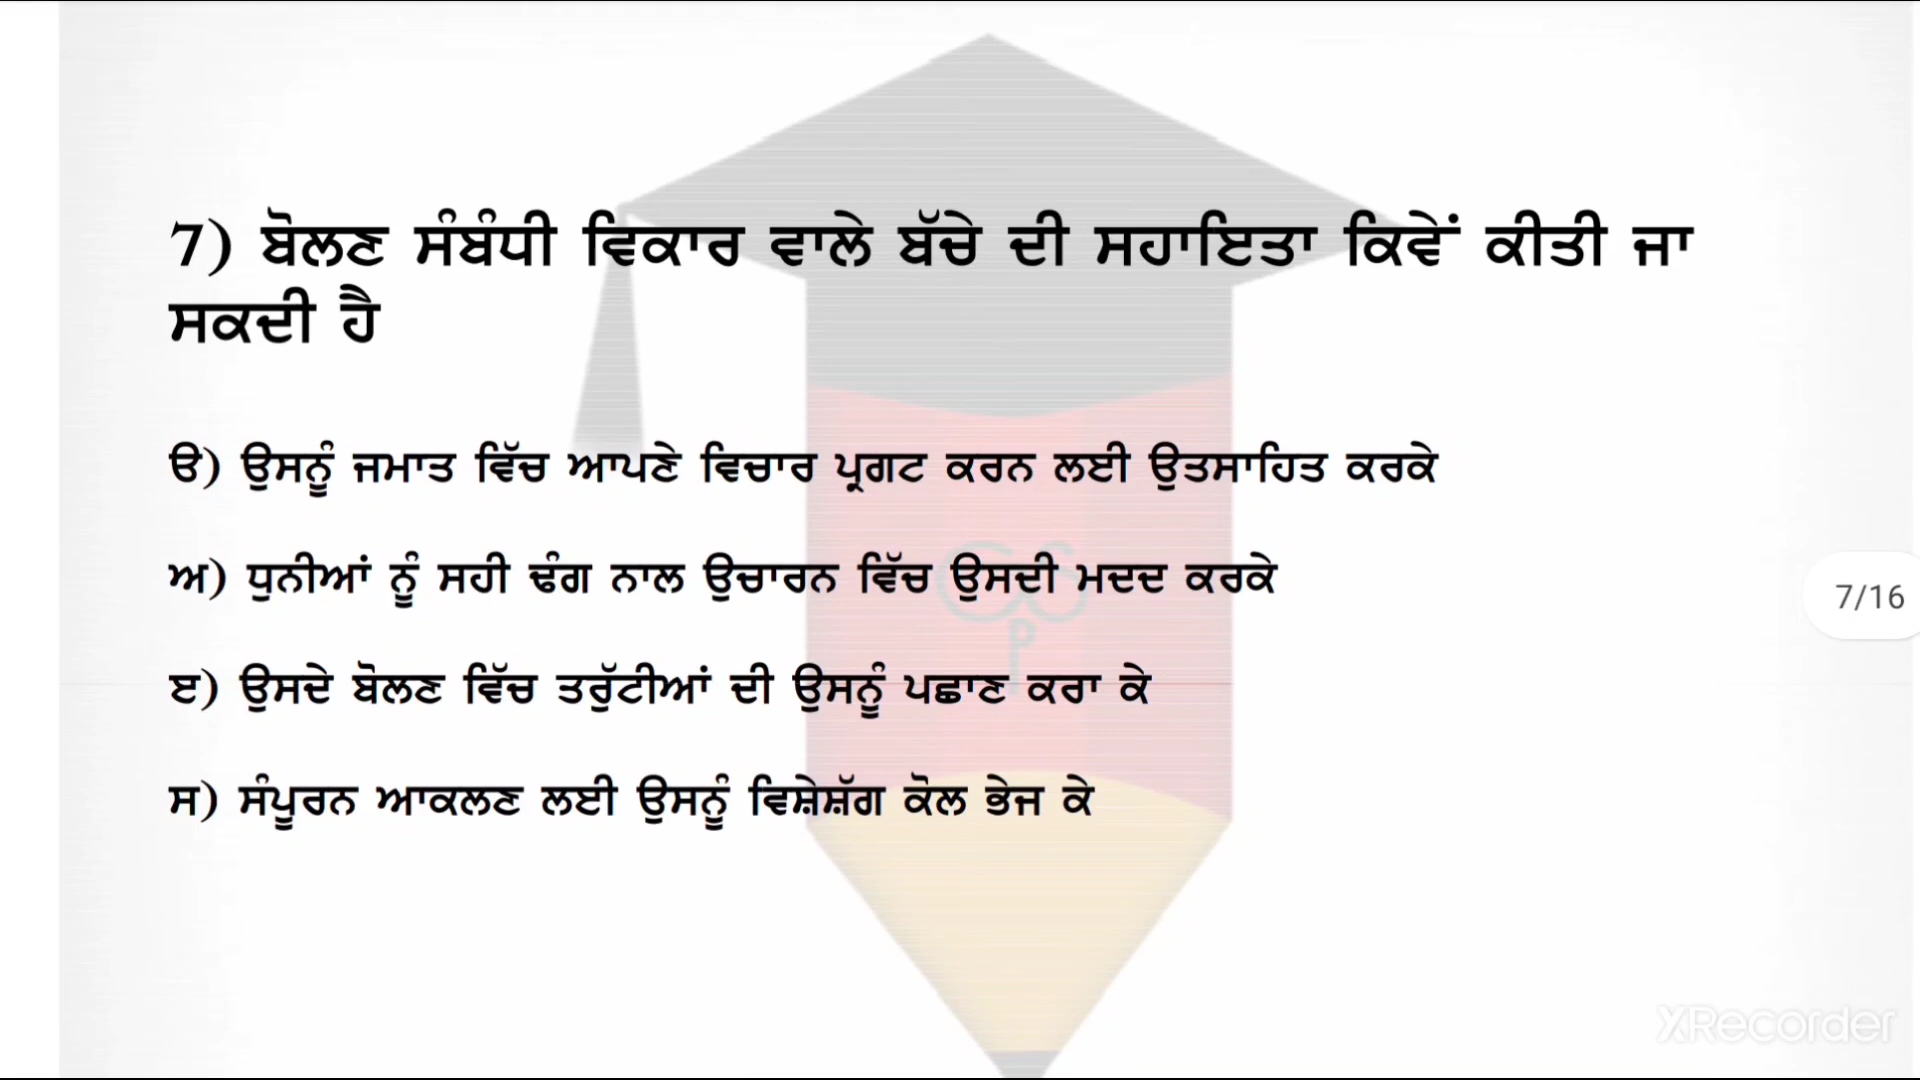 7) ਬੋਲਣ ਸੰਬੰਧੀ ਵਿਕਾਰ ਵਾਲੇ ਬੱਚੇ ਦੀ ਸਹਾਇਤਾ ਕਿਵੇਂ ਕੀਤੀ ਜਾ
ਸਕਦੀ ਹੈ
ੳ) ਉਸਨੂੰ ਜਮਾਤ ਵਿੱਚ ਆਪਣੇ ਵਿਚਾਰ ਪ੍ਰਗਟ ਕਰਨ ਲਈ ਉਤਸਾਹਿਤ ਕਰਕੇ
ਅ) ਧੁਨੀਆਂ ਨੂੰ ਸਹੀ ਢੰਗ ਨਾਲ ਉਚਾਰਨ ਵਿੱਚ ਉਸਦੀ ਮਦਦ ਕਰਕੇ
7/16
ੲ) ਉਸਦੇ ਬੋਲਣ ਵਿੱਚ ਤਰੁੱਟੀਆਂ ਦੀ ਉਸਨੂੰ ਪਛਾਣ ਕਰਾ ਕੇ
ਸ) ਸੰਪੂਰਨ ਆਕਲਣ ਲਈ ਉਸਨੂੰ ਵਿਸ਼ੇਸ਼ੱਗ ਕੋਲ ਭੇਜ ਕੇ
XRecorder